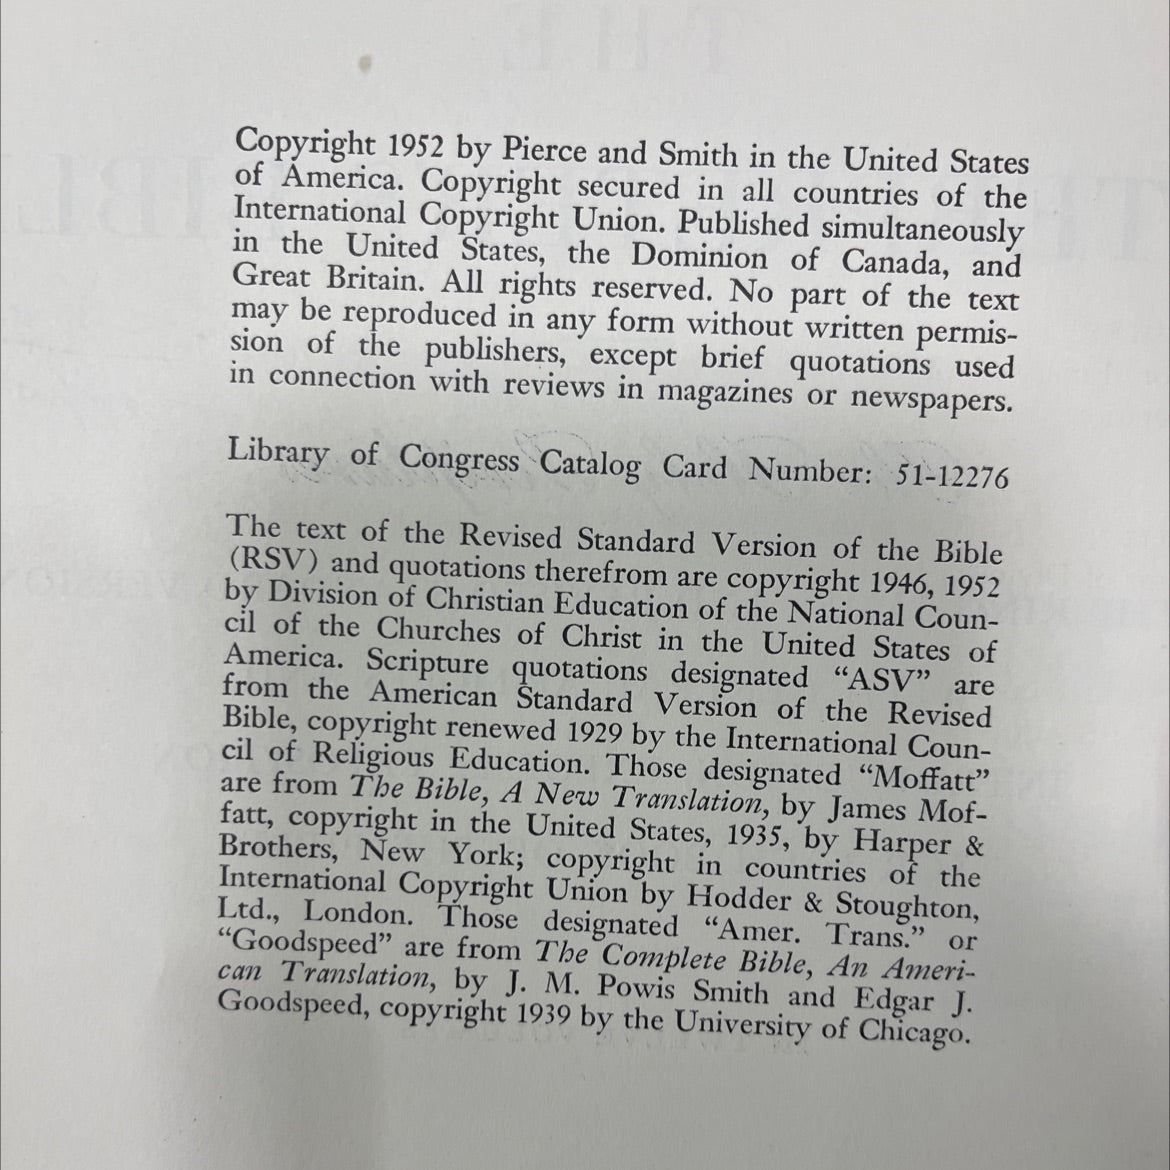 Copyright 1952 by Pierce and Smith in the United States
of America. Copyright secured in all countries of the
International Copyright Union. Published simultaneously
in the United States, the Dominion of Canada, and
Great Britain. All rights reserved. No part of the text
may be reproduced in any form without written permis-
sion of the publishers, except brief quotations used
in connection with reviews in magazines or newspapers.
Library of Congress Catalog Card Number: 51-12276
The text of the Revised Standard Version of the Bible
(RSV) and quotations therefrom are copyright 1946, 1952
by Division of Christian Education of the National Coun-
cil of the Churches of Christ in the United States of
America. Scripture quotations designated “ASV” are
from the American Standard Version of the Revised
Bible, copyright renewed 1929 by the International Coun-
cil of Religious Education. Those designated “Moffatt”
are from The Bible, A New Translation, by James Mof-
fatt, copyright in the United States, 1935, by Harper &
Brothers, New York; copyright in countries of the
International Copyright Union by Hodder & Stoughton,
Ltd., London. Those designated “Amer. Trans.” or
“Goodspeed” are from The Complete Bible, An Ameri-
can Translation, by J. M. Powis Smith and Edgar J.
Goodspeed, copyright 1939 by the University of Chicago.